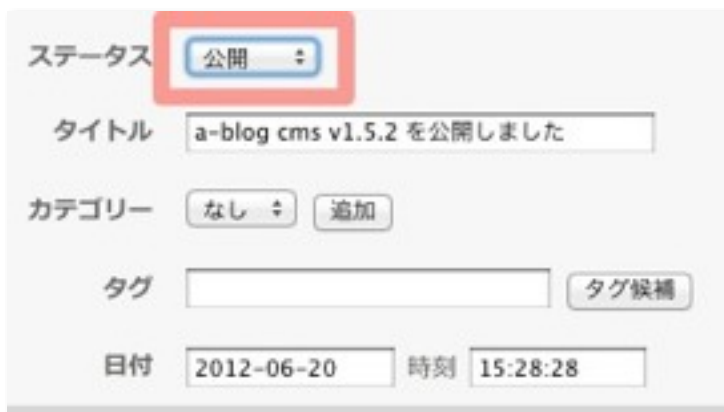 ステータス 公開
タイトル a-blog cms v1.5.2 を公開しました
カテゴリー なし 追加
タグ タグ候補
日付 2012-06-20 時刻 15:28:28